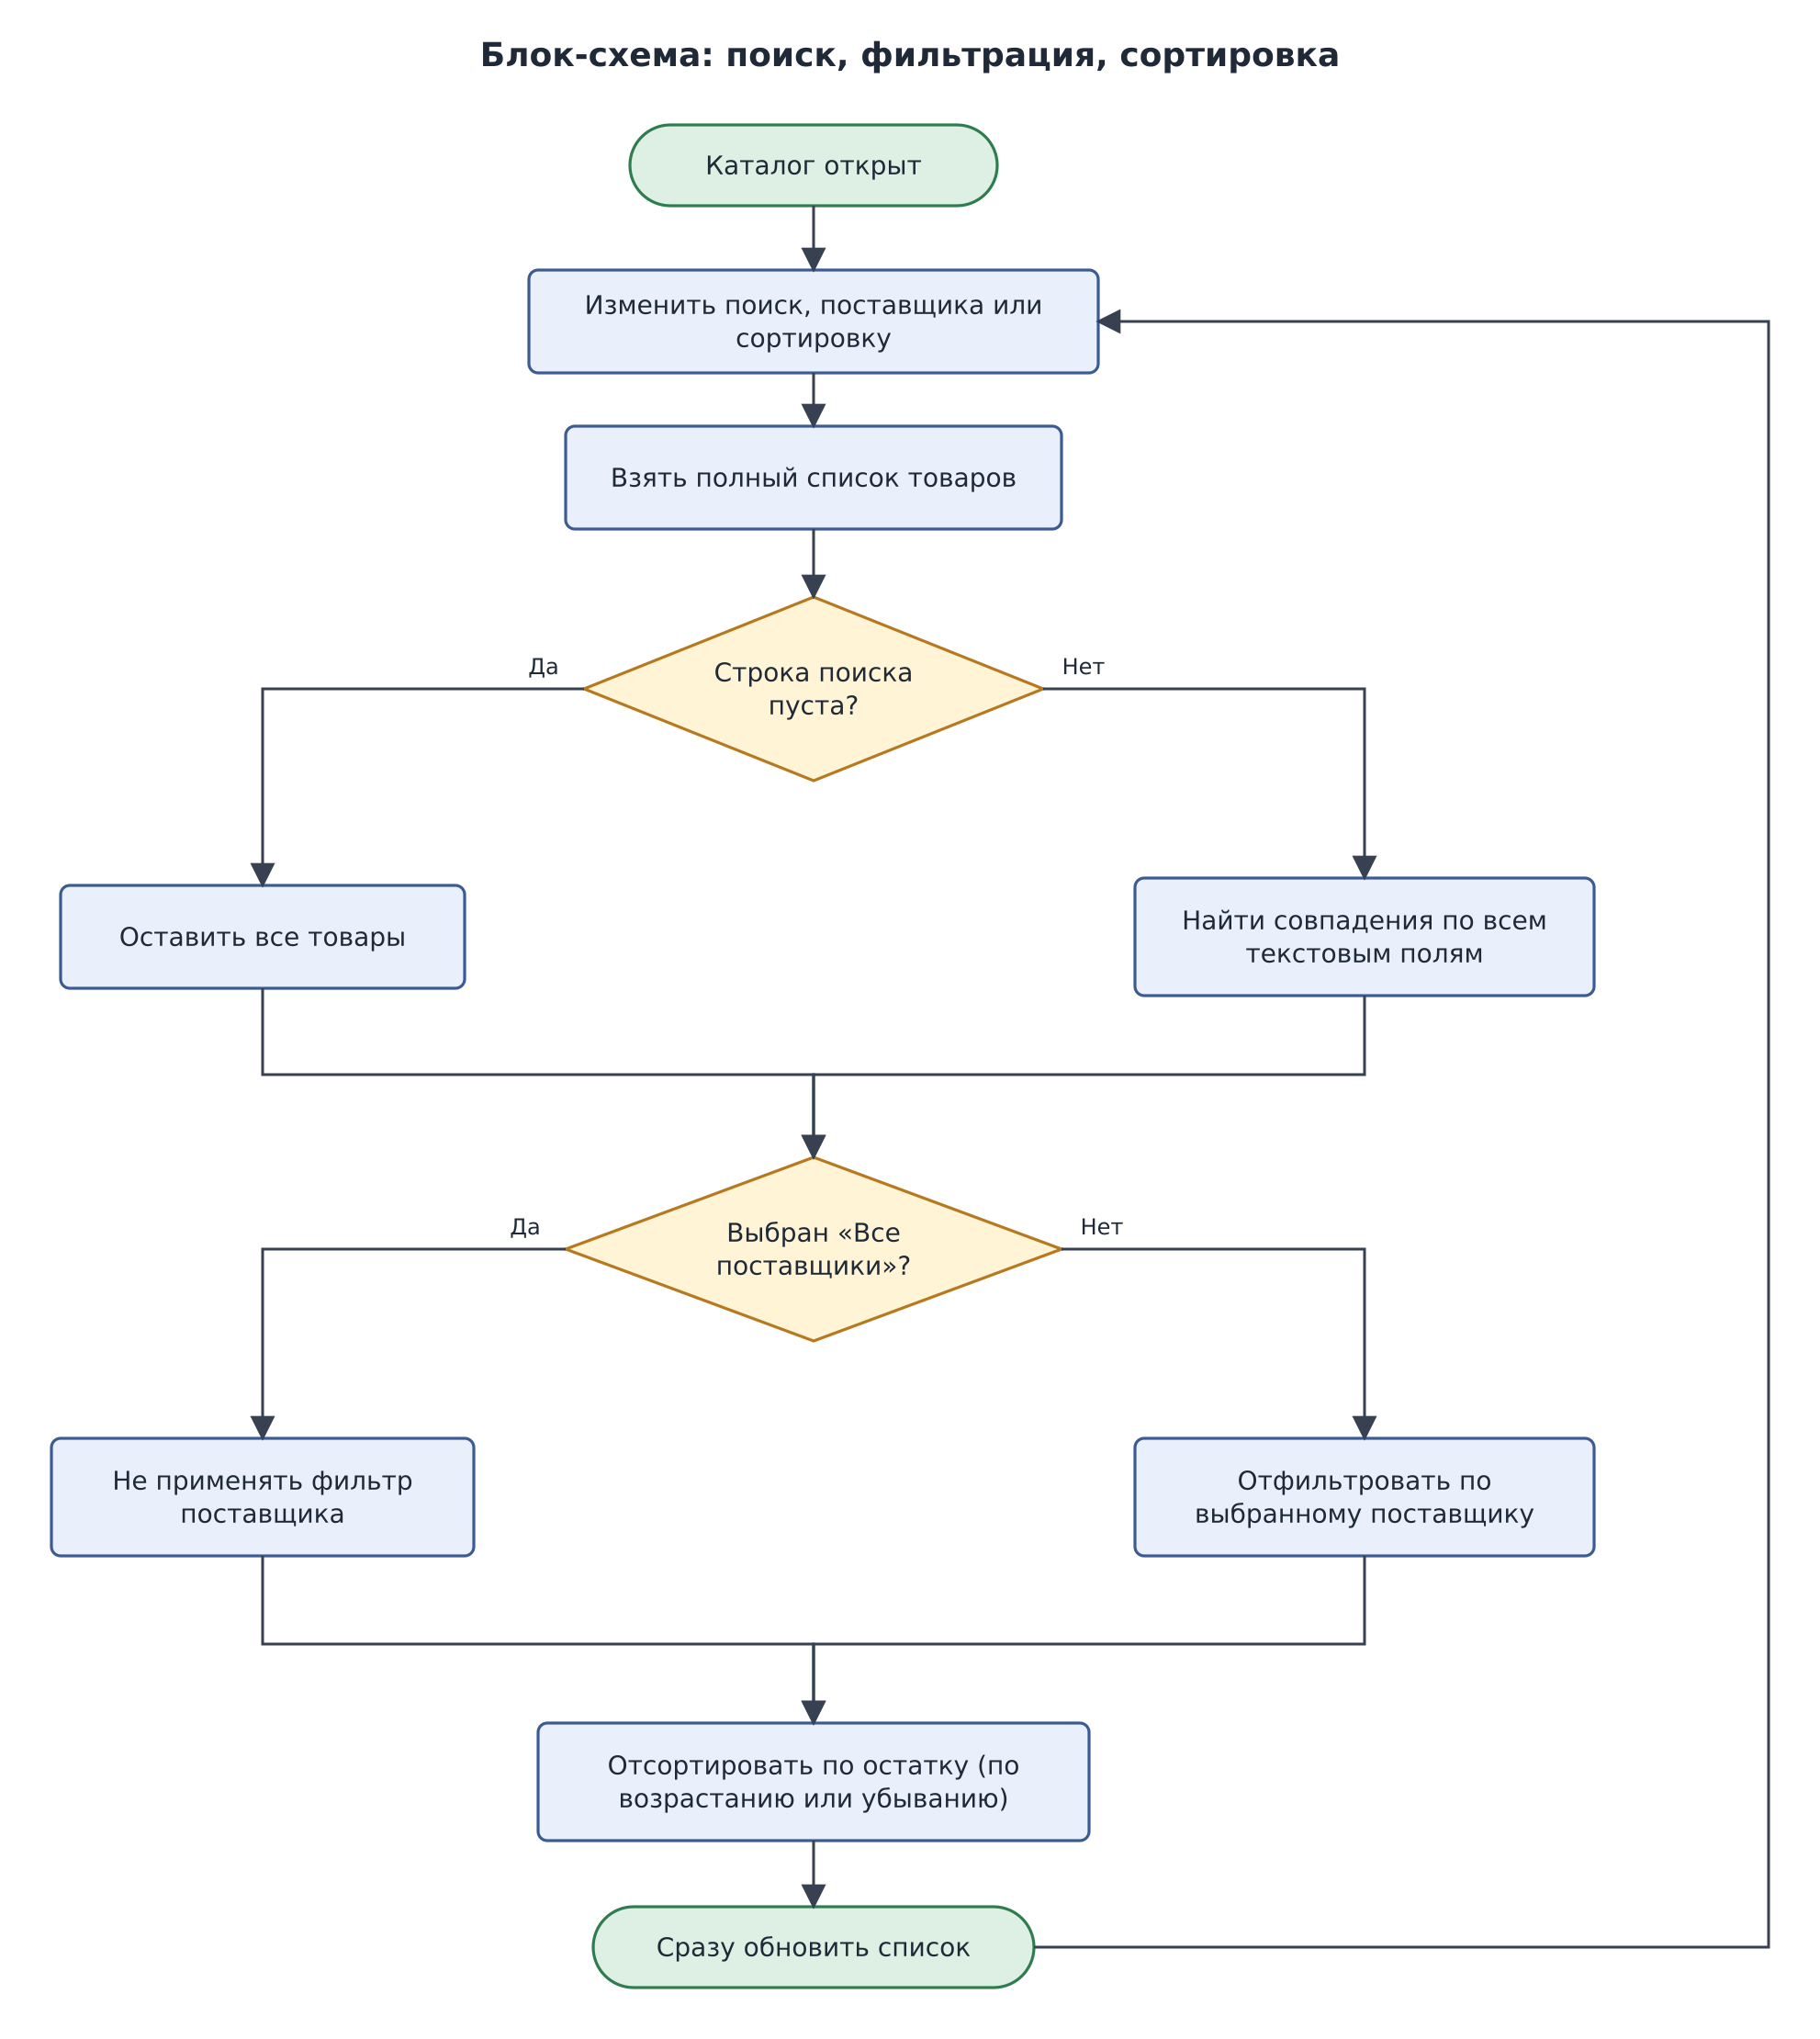 Блок-схема: поиск, фильтрация, сортировка
Каталог открыт
Изменить поиск, поставщика или
сортировку
Взять полный список товаров
Строка поиска
пуста?
Да
Нет
Оставить все товары
Найти совпадения по всем
текстовым полям
Выбран «Все
поставщики»?
Да
Нет
Не применять фильтр
поставщика
Отфильтровать по
выбранному поставщику
Отсортировать по остатку (по
возрастанию или убыванию)
Сразу обновить список